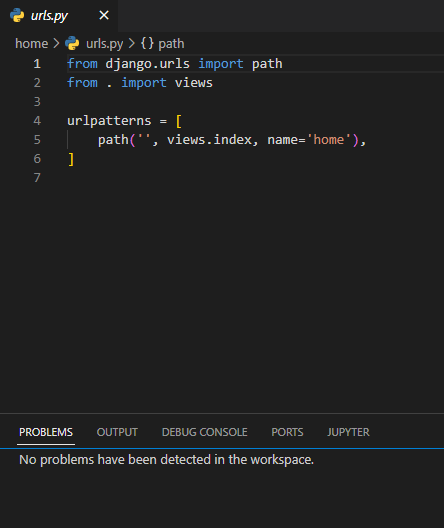 urls.py ×
home > urls.py > {} path
1 from django.urls import path
2 from . import views
3
4 urlpatterns = [
5     path('', views.index, name='home'),
6 ]
7
PROBLEMS OUTPUT DEBUG CONSOLE PORTS JUPYTER
No problems have been detected in the workspace.